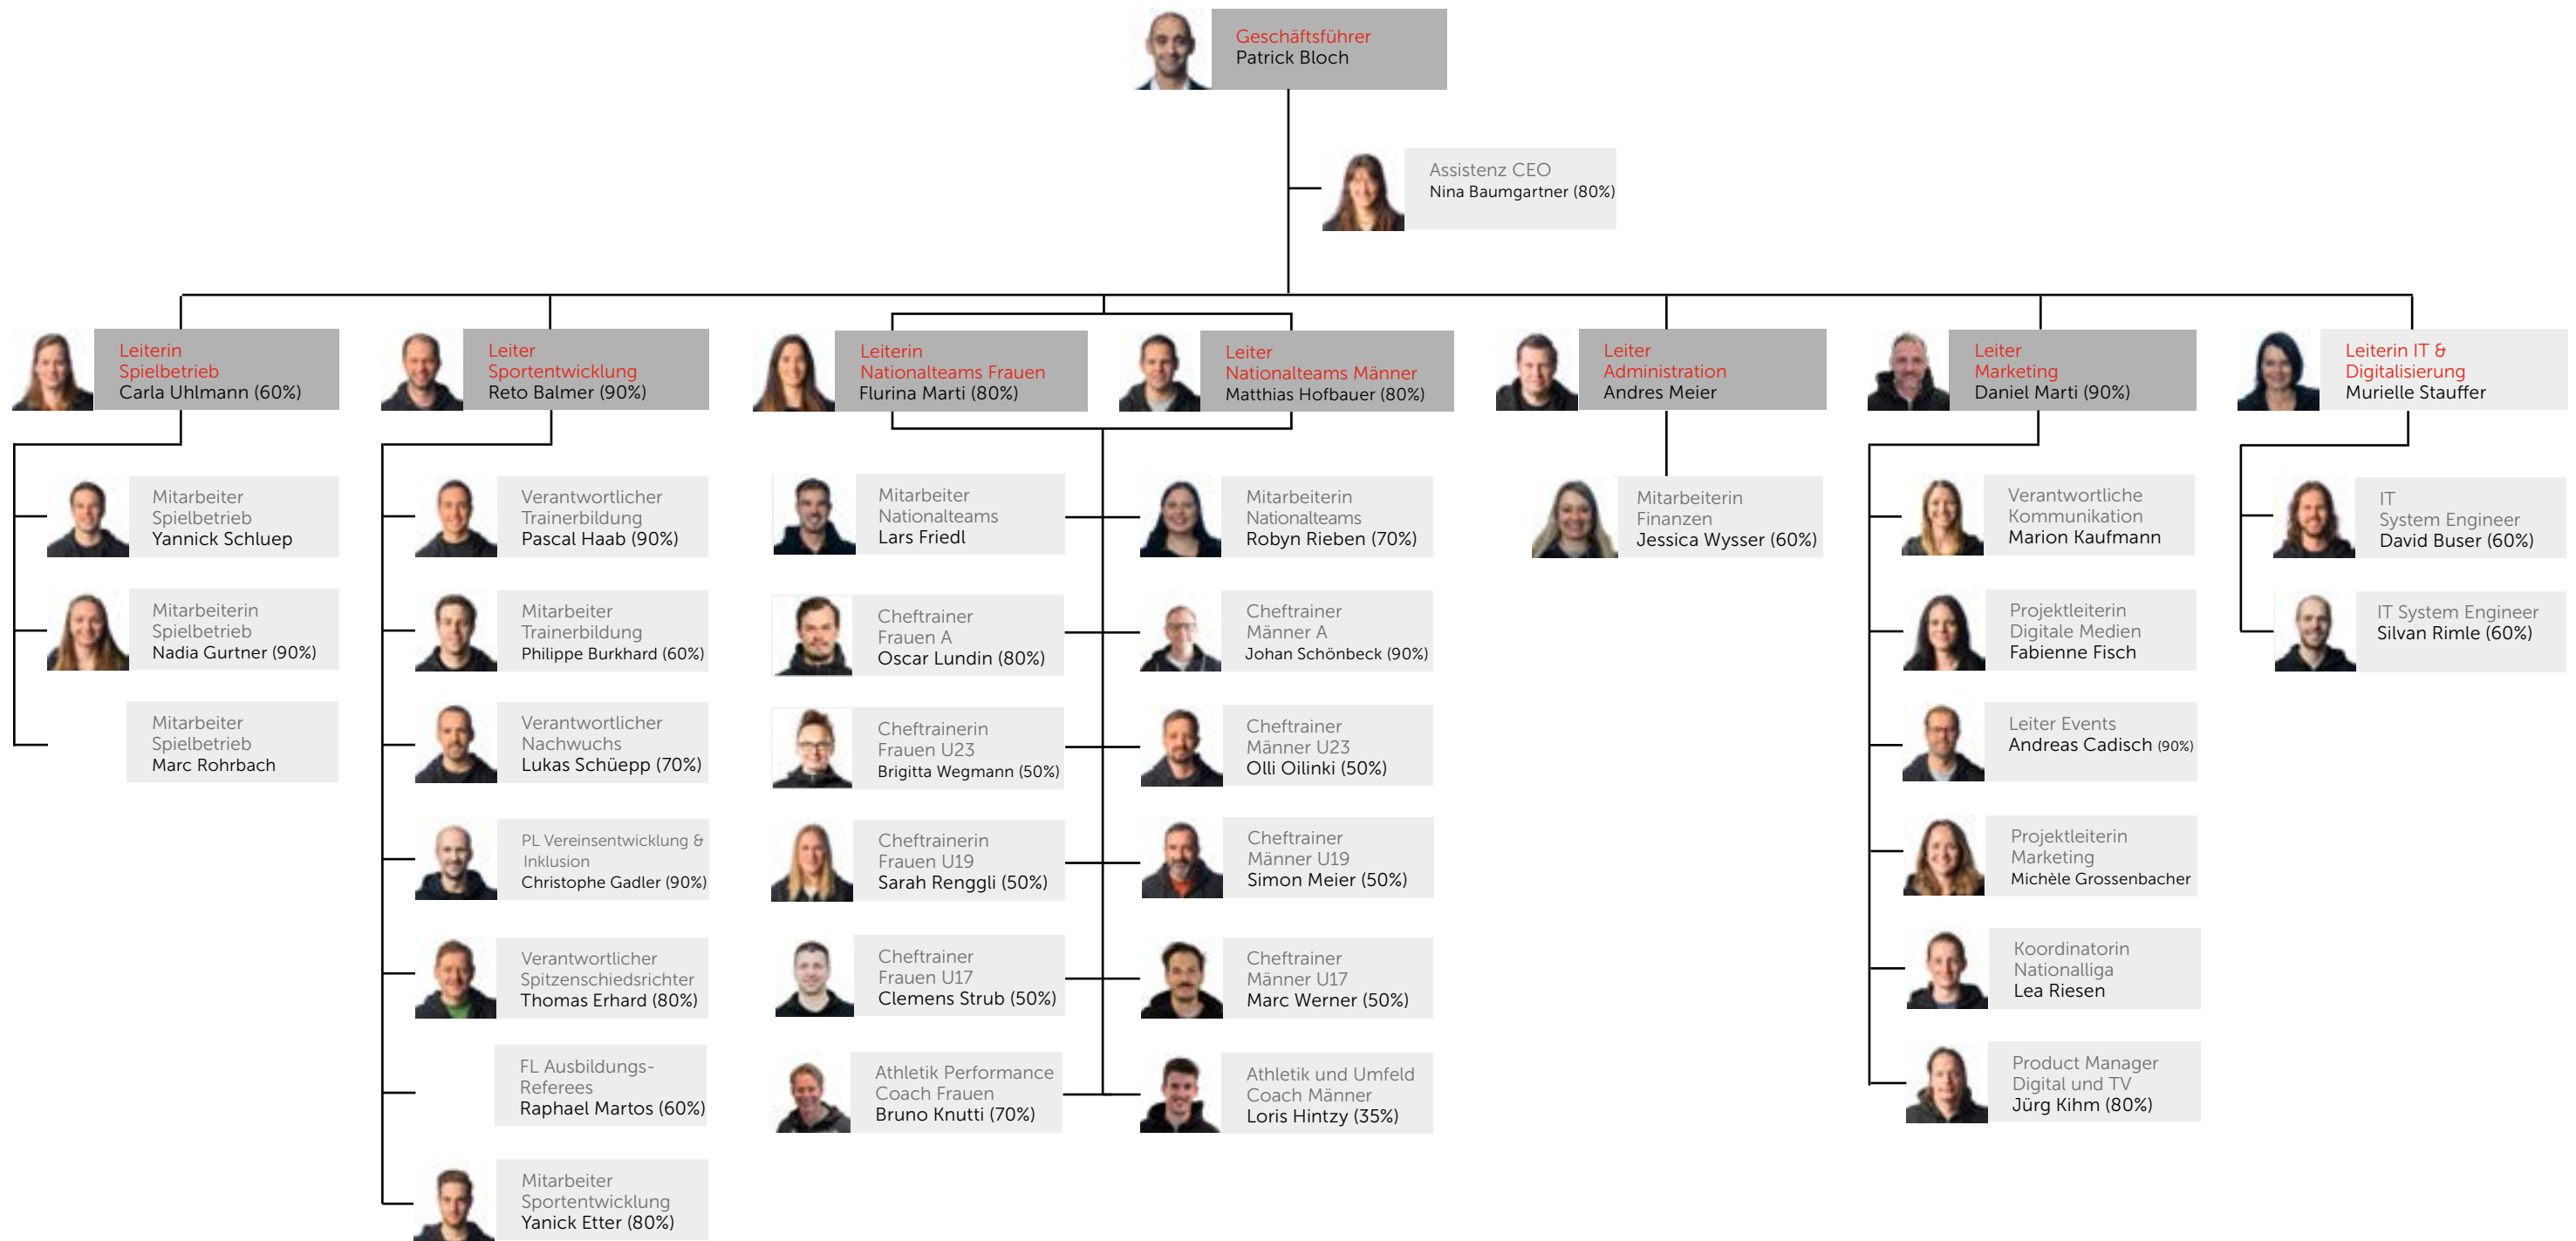 Geschäftsführer
Patrick Bloch
Assistenz CEO
Nina Baumgartner (80%)
Leiterin
Spielbetrieb
Carla Uhlmann (60%)
Leiter
Sportentwicklung
Reto Balmer (90%)
Leiterin
Nationalteams Frauen
Flurina Marti (80%)
Leiter
Nationalteams Männer
Matthias Hofbauer (80%)
Leiter
Administration
Andres Meier
Leiter
Marketing
Daniel Marti (90%)
Leiterin IT &
Digitalisierung
Murielle Stauffer
Mitarbeiter
Spielbetrieb
Yannick Schluep
Mitarbeiterin
Spielbetrieb
Nadia Gurtner (90%)
Mitarbeiter
Spielbetrieb
Marc Rohrbach
Verantwortlicher
Trainerbildung
Pascal Haab (90%)
Mitarbeiter
Trainerbildung
Philippe Burkhard (60%)
Verantwortlicher
Nachwuchs
Lukas Schüepp (70%)
PL Vereinsentwicklung &
Inklusion
Christophe Gadler (90%)
Verantwortlicher
Spitzenschiedsrichter
Thomas Erhard (80%)
FL Ausbildungs-
Referees
Raphael Martos (60%)
Mitarbeiter
Sportentwicklung
Yanick Etter (80%)
Mitarbeiter
Nationalteams
Lars Friedl
Cheftrainer
Frauen A
Oscar Lundin (80%)
Cheftrainerin
Frauen U23
Brigitta Wegmann (50%)
Cheftrainerin
Frauen U19
Sarah Renggli (50%)
Cheftrainer
Frauen U17
Clemens Strub (50%)
Athletik Performance
Coach Frauen
Bruno Knutti (70%)
Mitarbeiterin
Nationalteams
Robyn Rieben (70%)
Cheftrainer
Männer A
Johan Schönbeck (90%)
Cheftrainer
Männer U23
Olli Oilinki (50%)
Cheftrainer
Männer U19
Simon Meier (50%)
Cheftrainer
Männer U17
Marc Werner (50%)
Athletik und Umfeld
Coach Männer
Loris Hintzy (35%)
Mitarbeiterin
Finanzen
Jessica Wysser (60%)
Verantwortliche
Kommunikation
Marion Kaufmann
Projektleiterin
Digitale Medien
Fabienne Fisch
Leiter Events
Andreas Cadisch (90%)
Projektleiterin
Marketing
Michèle Grossenbacher
Koordinatorin
Nationalliga
Lea Riesen
Product Manager
Digital und TV
Jürg Kihm (80%)
IT
System Engineer
David Buser (60%)
IT System Engineer
Silvan Rimle (60%)